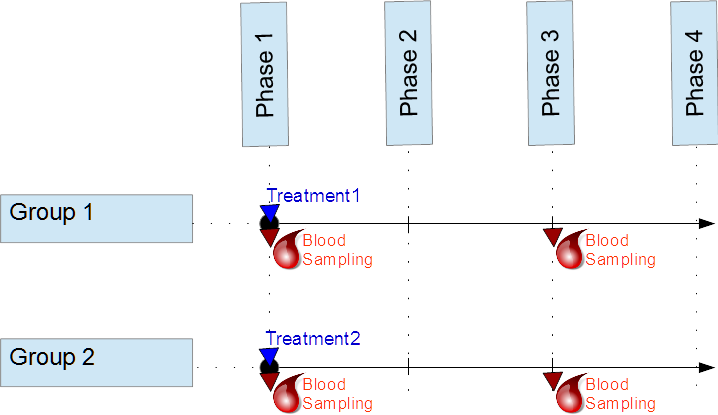 Phase 1
Phase 2
Phase 3
Phase 4
Group 1
Treatment1
Blood
Sampling
Blood
Sampling
Group 2
Treatment2
Blood
Sampling
Blood
Sampling